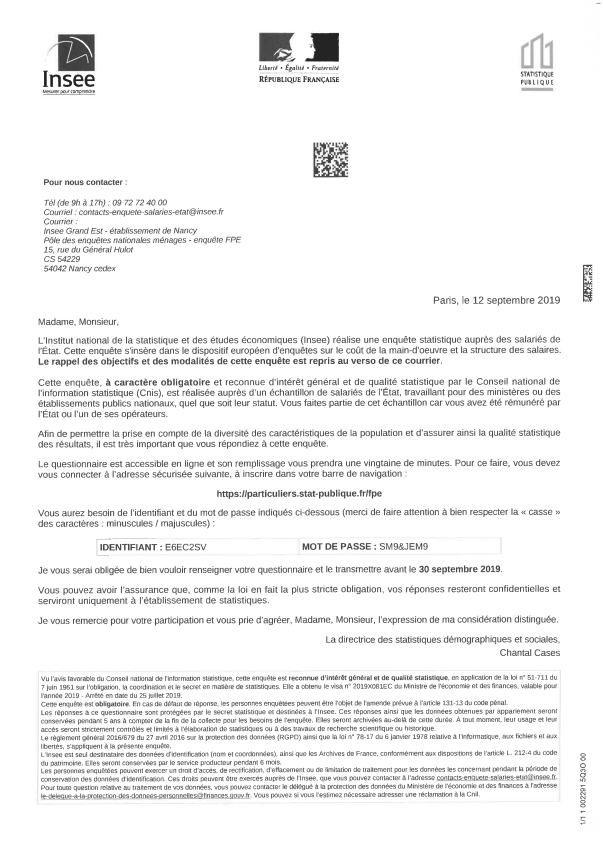 Insee
Mesurer pour comprendre
Liberté • Égalité • Fraternité
RÉPUBLIQUE FRANÇAISE
STATISTIQUE
PUBLIQUE
Pour nous contacter :
Tél (de 9h à 17h) : 09 72 72 40 00
Courriel : contacts-enquete-salaries-etat@insee.fr
Courrier :
Insee Grand Est - établissement de Nancy
Pôle des enquêtes nationales ménages - enquête FPE
15, rue du Général Hulot
CS 54229
54042 Nancy cedex
Paris, le 12 septembre 2019
Madame, Monsieur,
L'Institut national de la statistique et des études économiques (Insee) réalise une enquête statistique auprès des salariés de
l'État. Cette enquête s'insère dans le dispositif européen d'enquêtes sur le coût de la main-d'oeuvre et la structure des salaires.
Le rappel des objectifs et des modalités de cette enquête est repris au verso de ce courrier.
Cette enquête, à caractère obligatoire et reconnue d'intérêt général et de qualité statistique par le Conseil national de
l'information statistique (Cnis), est réalisée auprès d'un échantillon de salariés de l'État, travaillant pour des ministères ou des
établissements publics nationaux, quel que soit leur statut. Vous faites partie de cet échantillon car vous avez été rémunéré par
l'État ou l'un de ses opérateurs.
Afin de permettre la prise en compte de la diversité des caractéristiques de la population et d'assurer ainsi la qualité statistique
des résultats, il est très important que vous répondiez à cette enquête.
Le questionnaire est accessible en ligne et son remplissage vous prendra une vingtaine de minutes. Pour ce faire, vous devez
vous connecter à l'adresse sécurisée suivante, à inscrire dans votre barre de navigation :
https://particuliers.stat-publique.fr/fpe
Vous aurez besoin de l'identifiant et du mot de passe indiqués ci-dessous (merci de faire attention à bien respecter la « casse »
des caractères : minuscules / majuscules) :
IDENTIFIANT : E6EC2SV MOT DE PASSE : SM9&JEM9
Je vous serai obligée de bien vouloir renseigner votre questionnaire et le transmettre avant le 30 septembre 2019.
Vous pouvez avoir l'assurance que, comme la loi en fait la plus stricte obligation, vos réponses resteront confidentielles et
serviront uniquement à l'établissement de statistiques.
Je vous remercie pour votre participation et vous prie d'agréer, Madame, Monsieur, l'expression de ma considération distinguée.
La directrice des statistiques démographiques et sociales,
Chantal Cases
Vu l'avis favorable du Conseil national de l'information statistique, cette enquête est reconnue d'intérêt général et de qualité statistique, en application de la loi n° 51-711 du
7 juin 1951 sur l'obligation, la coordination et le secret en matière de statistiques. Elle a obtenu le visa n° 2019X081EC du Ministre de l'économie et des finances, valable pour
l'année 2019 - Arrêté en date du 25 juillet 2019.
Cette enquête est obligatoire. En cas de défaut de réponse, les personnes enquêtées peuvent être l'objet de l'amende prévue à l'article 131-13 du code pénal.
Les réponses à ce questionnaire sont protégées par le secret statistique et destinées à l'Insee. Ces réponses ainsi que les données obtenues par appariement seront
conservées pendant 5 ans à compter de la fin de la collecte pour les besoins de l'enquête. Elles seront archivées au-delà de cette durée. À tout moment, leur usage et leur
accès seront strictement contrôlés et limités à l'élaboration de statistiques ou à des travaux de recherche scientifique ou historique.
Le règlement général 2016/679 du 27 avril 2016 sur la protection des données (RGPD) ainsi que la loi n° 78-17 du 6 janvier 1978 relative à l'informatique, aux fichiers et aux
libertés, s'appliquent à la présente enquête.
L'Insee est seul destinataire des données d'identification (nom et coordonnées), ainsi que les Archives de France, conformément aux dispositions de l'article L. 212-4 du code
du patrimoine. Elles seront conservées par le service producteur pendant 6 mois.
Les personnes enquêtées peuvent exercer un droit d'accès, de rectification, d'effacement ou de limitation de traitement pour les données les concernant pendant la période de
conservation des données d'identification. Ces droits peuvent être exercés auprès de l'Insee, que vous pouvez contacter à l'adresse contacts-enquete-salaries-etat@insee.fr.
Pour toute question relative au traitement de vos données, vous pouvez contacter le délégué à la protection des données du Ministère de l'économie et des finances à l'adresse
le-delegue-a-la-protection-des-donnees-personnelles@finances.gouv.fr. Vous pouvez si vous l'estimez nécessaire adresser une réclamation à la Cnil.
1/1 1 002291 5Q3O 00